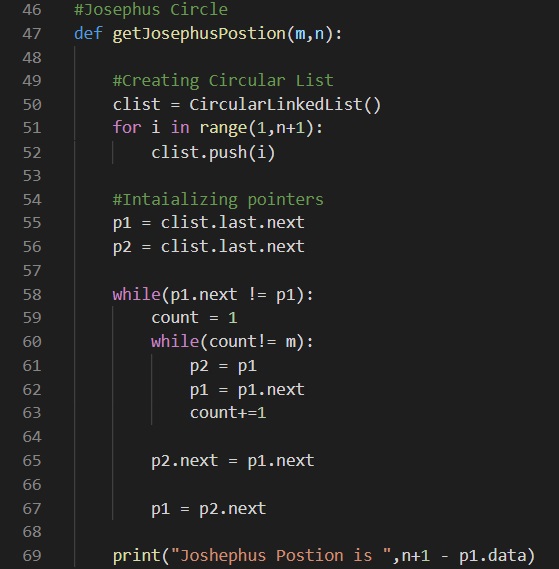 46 #Josephus Circle
47 def getJosephusPostion(m,n):
48
49 #Creating Circular List
50 clist = CircularLinkedList()
51 for i in range(1,n+1):
52 clist.push(i)
53
54 #Intaializing pointers
55 p1 = clist.last.next
56 p2 = clist.last.next
57
58 while(p1.next != p1):
59 count = 1
60 while(count!= m):
61 p2 = p1
62 p1 = p1.next
63 count+=1
64
65 p2.next = p1.next
66
67 p1 = p2.next
68
69 print("Joshephus Postion is ",n+1 - p1.data)